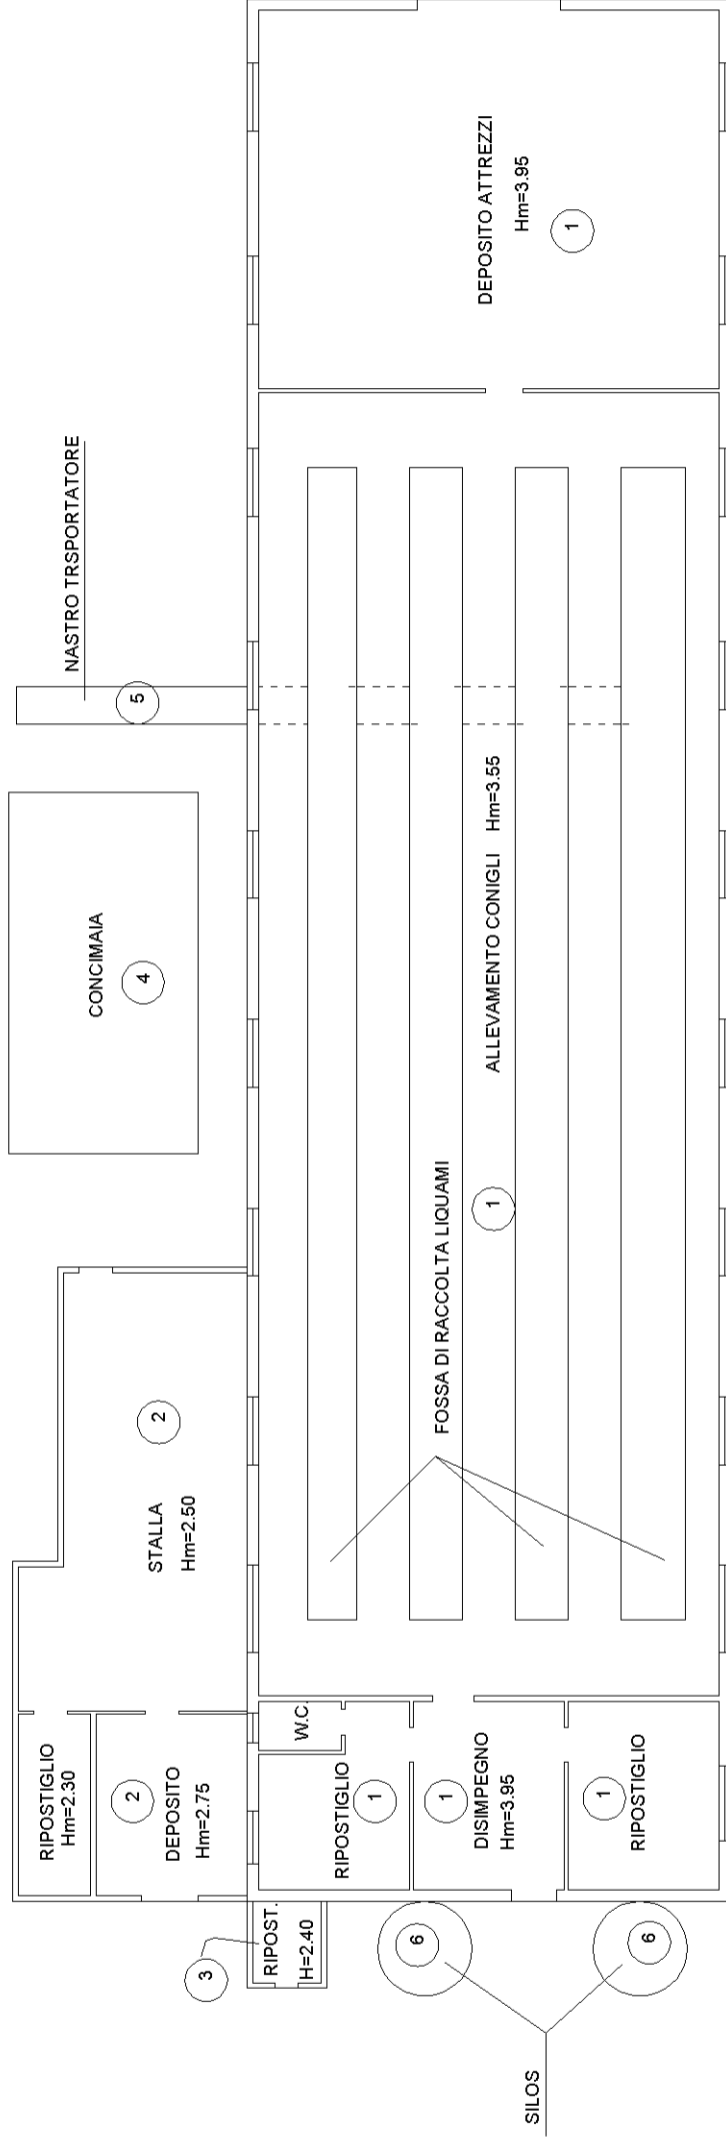 NASTRO TRSPORTATORE
5
CONCIMAIA
4
STALLA
Hm=2.50
2
RIPOSTIGLIO
Hm=2.30
2
DEPOSITO
Hm=2.75
3
RIPOST.
H=2.40
W.C.
RIPOSTIGLIO
1
1
DISIMPEGNO
Hm=3.95
1
RIPOSTIGLIO
6
6
SILOS
FOSSA DI RACCOLTA LIQUAMI
1
ALLEVAMENTO CONIGLI Hm=3.55
DEPOSITO ATTREZZI
Hm=3.95
1